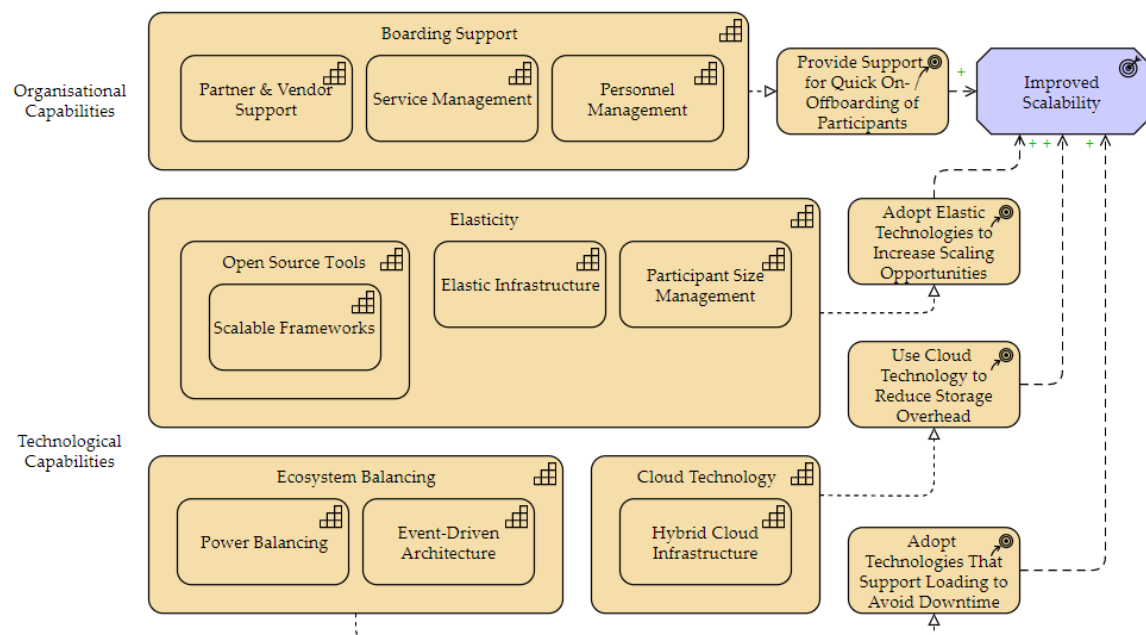 Boarding Support
Organisational
Capabilities
Partner & Vendor
Support
Service Management
Personnel
Management
Provide Support
for Quick On-
Offboarding of
Participants
+
Improved
Scalability
+ +
+
Elasticity
Open Source Tools
Scalable Frameworks
Elastic Infrastructure
Participant Size
Management
Adopt Elastic
Technologies to
Increase Scaling
Opportunities
Use Cloud
Technology to
Reduce Storage
Overhead
Technological
Capabilities
Ecosystem Balancing
Power Balancing
Event-Driven
Architecture
Cloud Technology
Hybrid Cloud
Infrastructure
Adopt
Technologies That
Support Loading to
Avoid Downtime